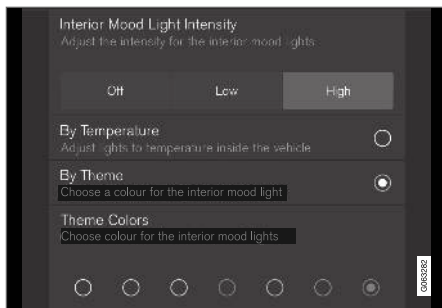 Interior Mood Light Intensity
Adjust the intensity for the interior mood lights
Off Low High
By Temperature
Adjust lights to temperature inside the vehicle
By Theme
Choose a colour for the interior mood light
Theme Colors
Choose colour for the interior mood lights
G063282